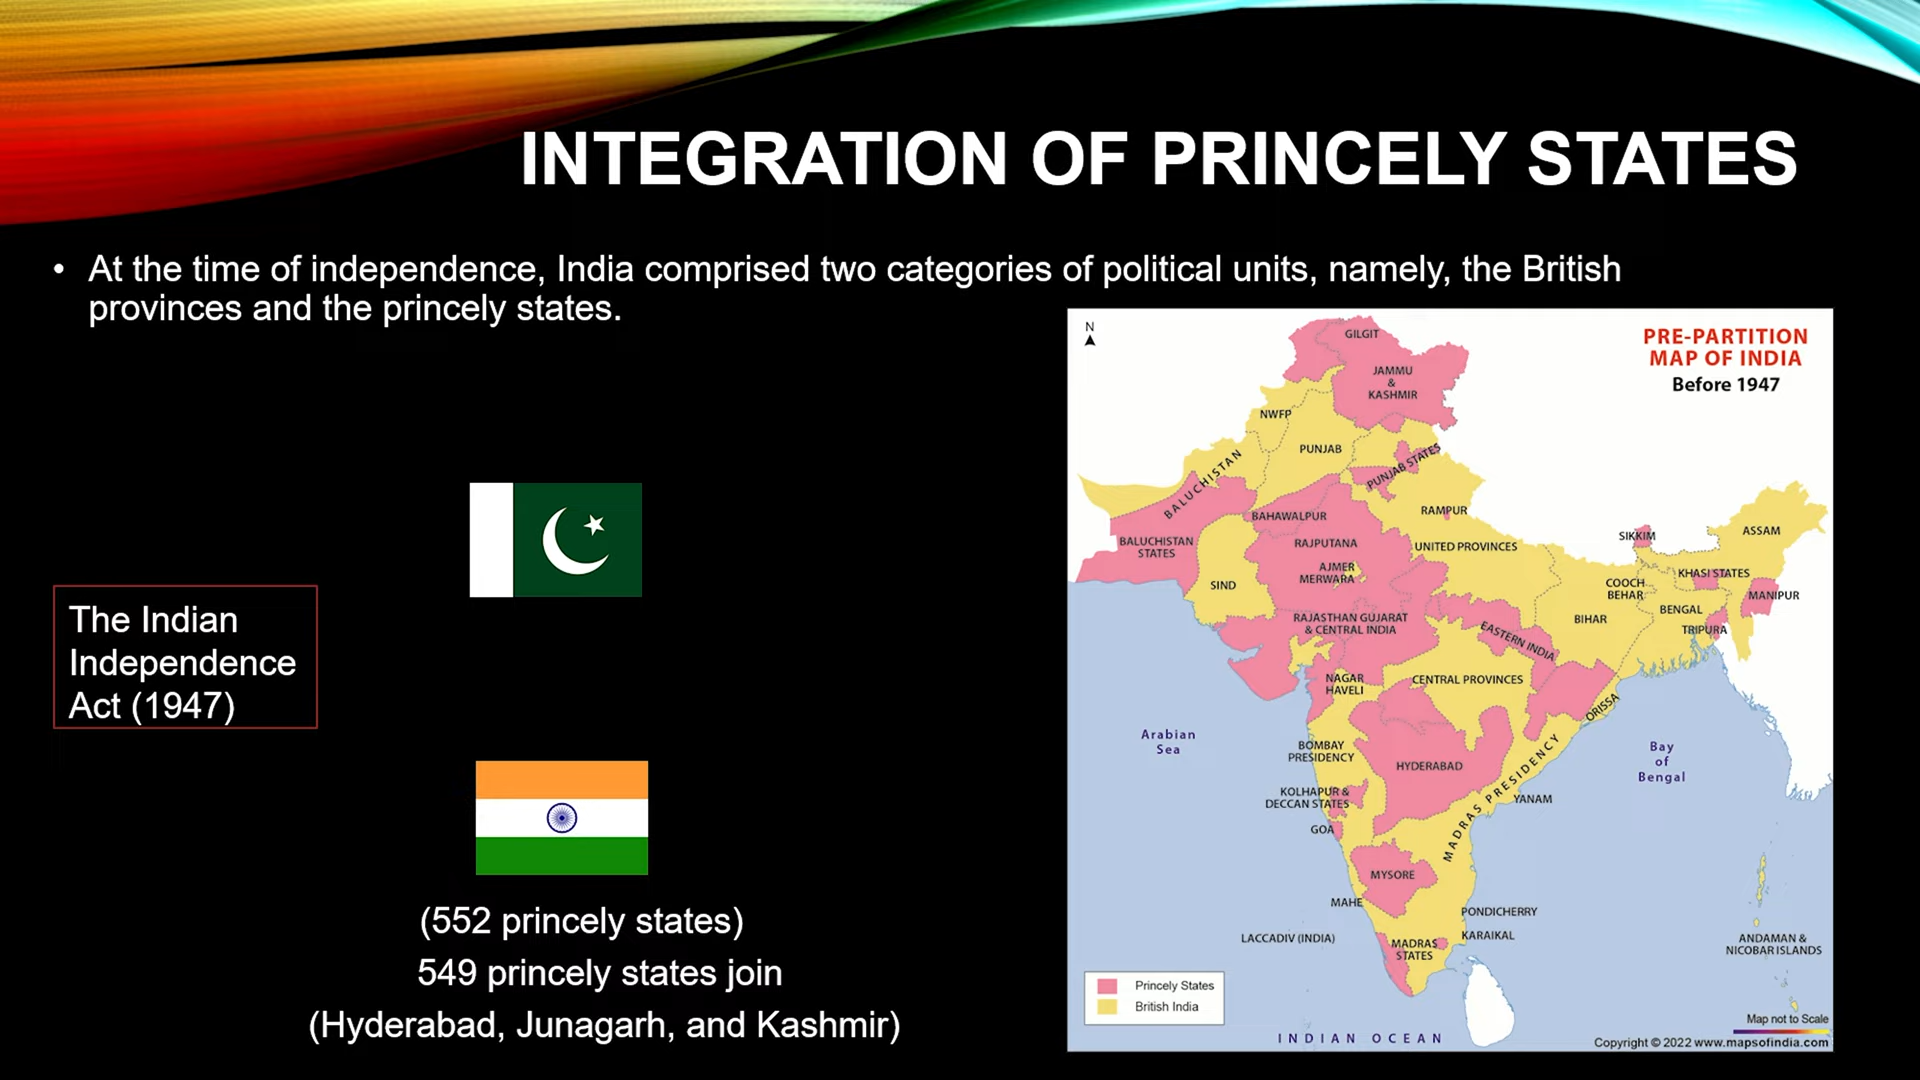 INTEGRATION OF PRINCELY STATES
• At the time of independence, India comprised two categories of political units, namely, the British
provinces and the princely states.
The Indian
Independence
Act (1947)
(552 princely states)
549 princely states join
(Hyderabad, Junagarh, and Kashmir)
N
PRE-PARTITION
MAP OF INDIA
Before 1947
GILGIT
JAMMU
&
KASHMIR
NWFP
PUNJAB
PUNJAB STATES
BALUCHISTAN
BAHAWALPUR
RAMPUR
BALUCHISTAN
STATES
RAJPUTANA
UNITED PROVINCES
SIKKIM
ASSAM
AJMER
MERWARA
SIND
COOCH
BEHAR
KHASI STATES
MANIPUR
RAJASTHAN GUJARAT
& CENTRAL INDIA
EASTERN INDIA
BIHAR
BENGAL
TRIPURA
NAGAR
HAVELI
CENTRAL PROVINCES
ORISSA
Arabian
Sea
BOMBAY
PRESIDENCY
HYDERABAD
MADRAS PRESIDENCY
Bay
of
Bengal
KOLHAPUR &
DECCAN STATES
YANAM
GOA
MYSORE
MAHE
PONDICHERRY
KARAIKAL
LACCADIV (INDIA)
MADRAS
STATES
ANDAMAN &
NICOBAR ISLANDS
Princely States
British India
INDIAN OCEAN
Map not to Scale
Copyright © 2022 www.mapsofindia.com